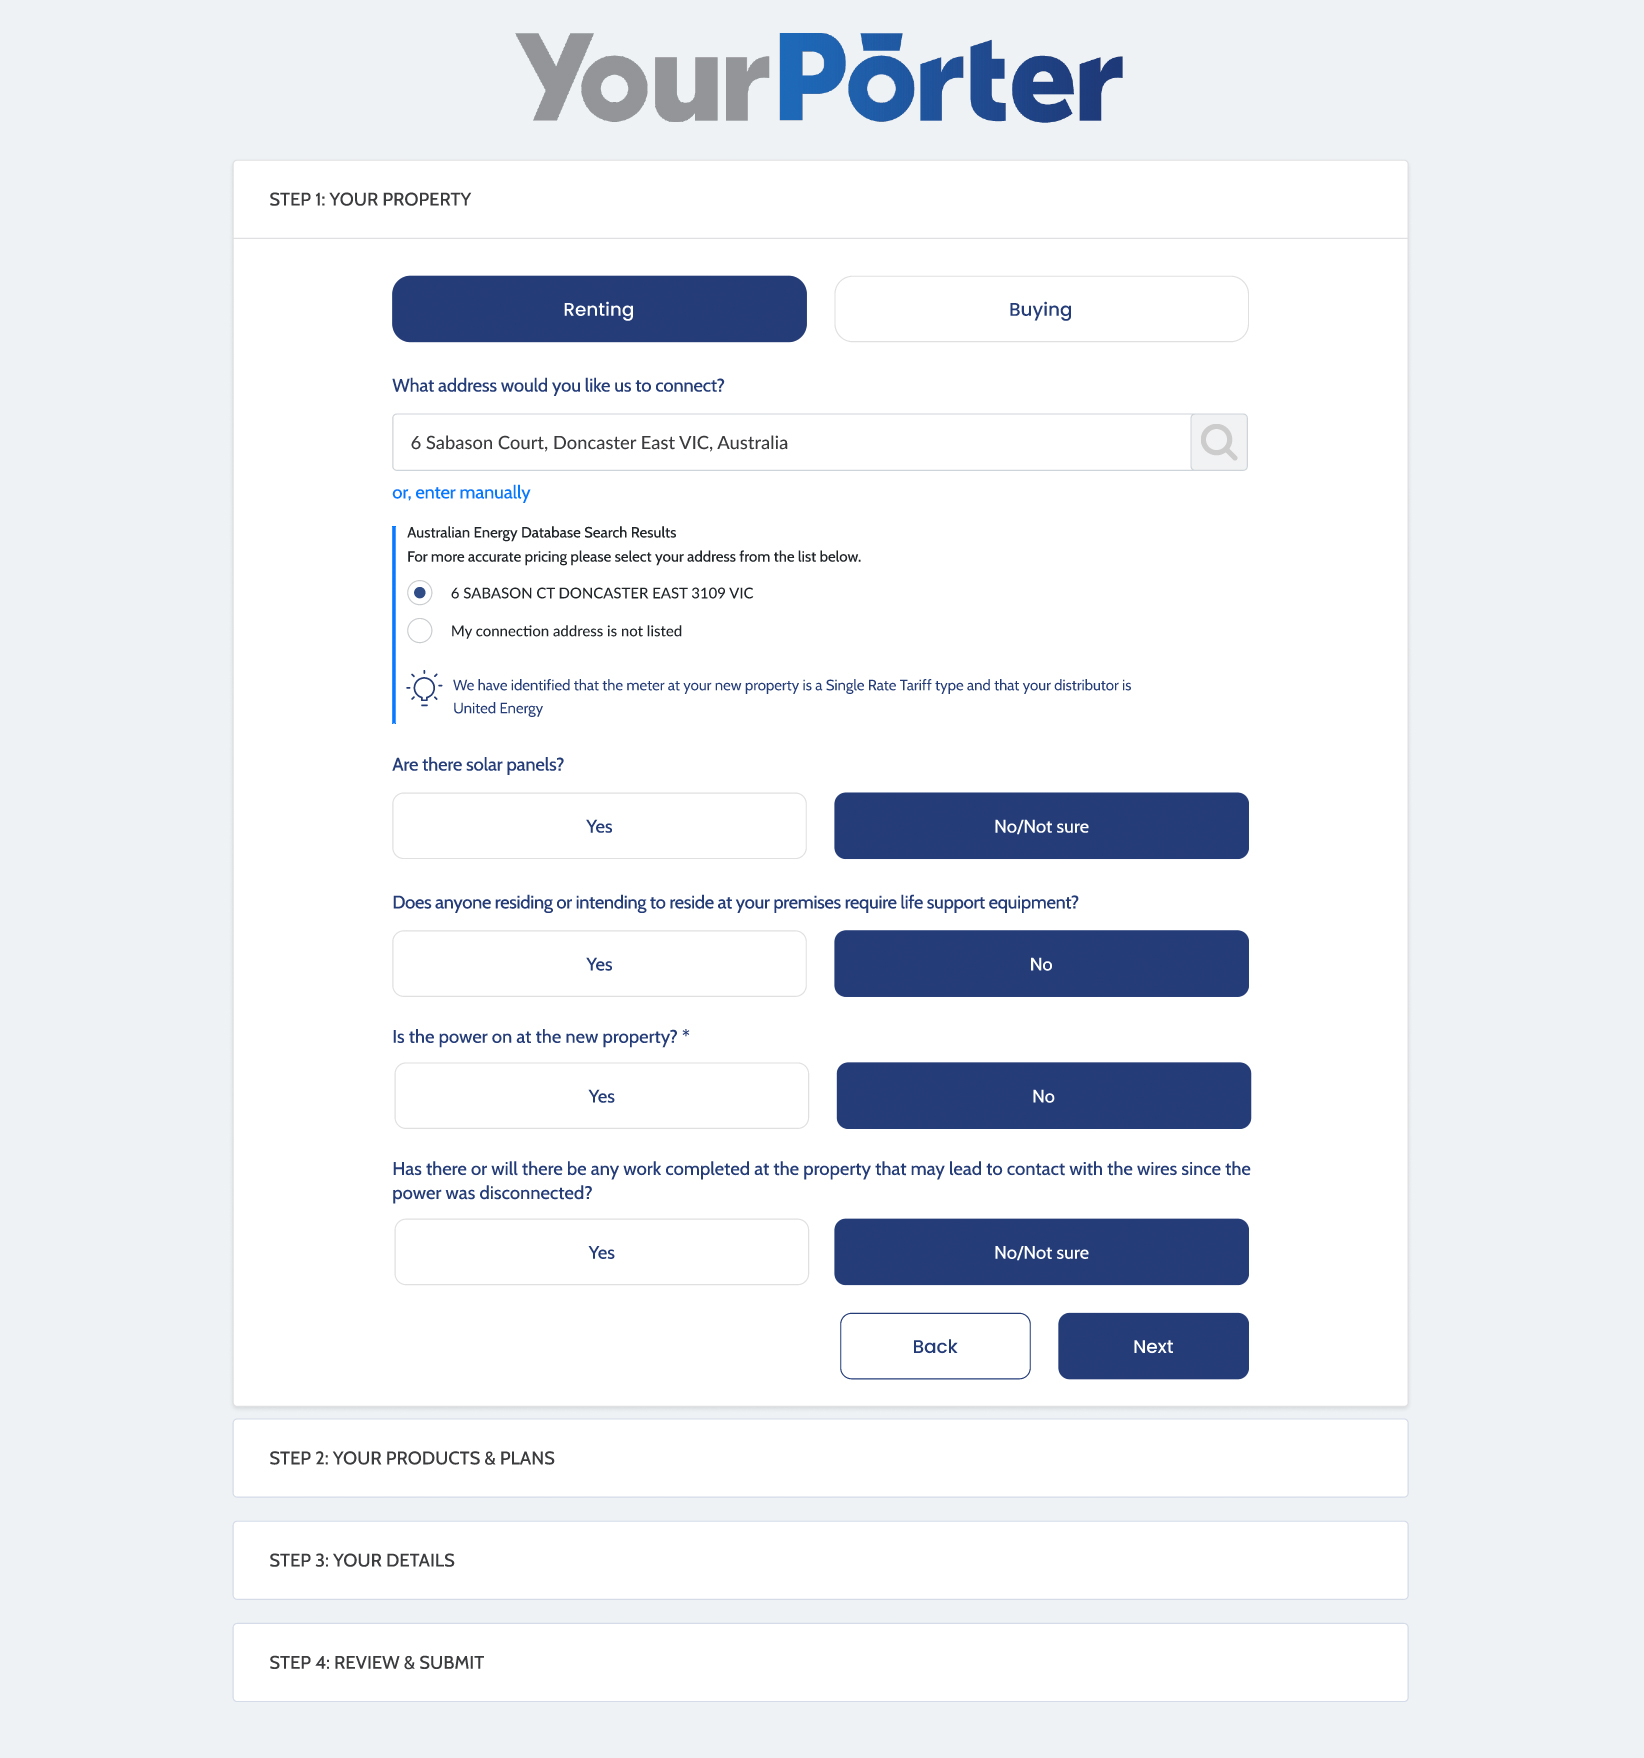 YourPōrter
STEP 1: YOUR PROPERTY
Renting
Buying
What address would you like us to connect?
6 Sabason Court, Doncaster East VIC, Australia
or, enter manually
Australian Energy Database Search Results
For more accurate pricing please select your address from the list below.
6 SABASON CT DONCASTER EAST 3109 VIC
My connection address is not listed
We have identified that the meter at your new property is a Single Rate Tariff type and that your distributor is
United Energy
Are there solar panels?
Yes
No/Not sure
Does anyone residing or intending to reside at your premises require life support equipment?
Yes
No
Is the power on at the new property? *
Yes
No
Has there or will there be any work completed at the property that may lead to contact with the wires since the
power was disconnected?
Yes
No/Not sure
Back
Next
STEP 2: YOUR PRODUCTS & PLANS
STEP 3: YOUR DETAILS
STEP 4: REVIEW & SUBMIT